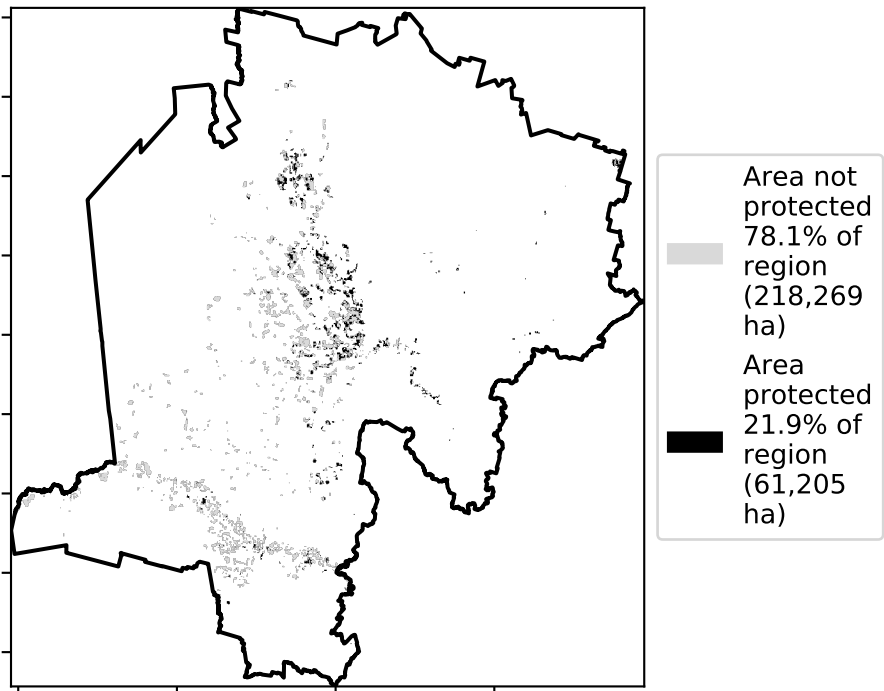 Area not
protected
78.1% of
region
(218,269
ha)
Area
protected
21.9% of
region
(61,205
ha)